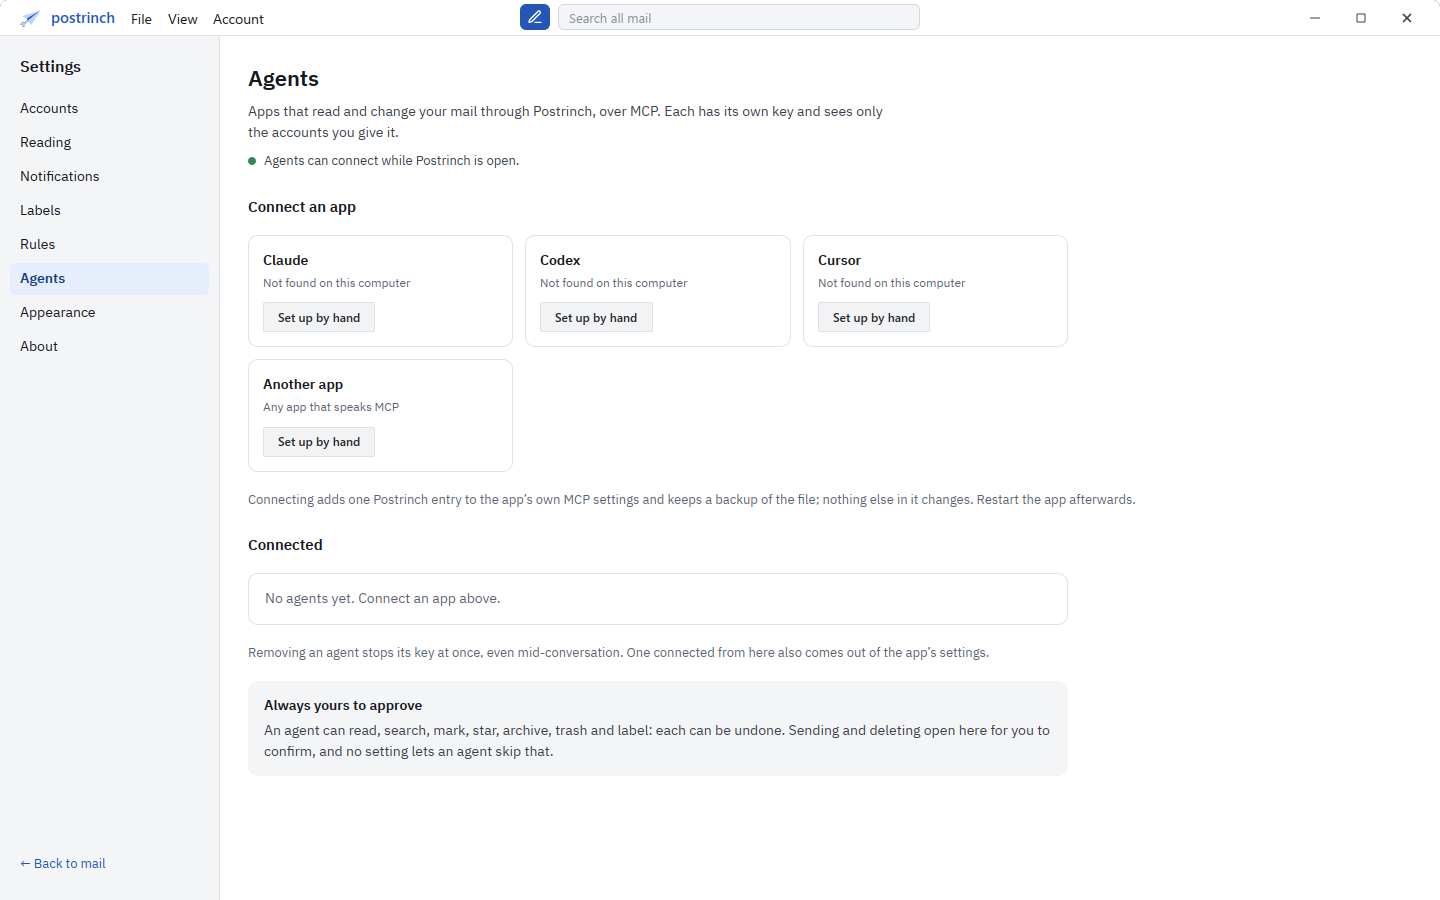 postrinch File View Account
Search all mail
Settings
Accounts
Reading
Notifications
Labels
Rules
Agents
Appearance
About
← Back to mail
Agents
Apps that read and change your mail through Postrinch, over MCP. Each has its own key and sees only
the accounts you give it.
Agents can connect while Postrinch is open.
Connect an app
Claude
Not found on this computer
Set up by hand
Codex
Not found on this computer
Set up by hand
Cursor
Not found on this computer
Set up by hand
Another app
Any app that speaks MCP
Set up by hand
Connecting adds one Postrinch entry to the app’s own MCP settings and keeps a backup of the file; nothing else in it changes. Restart the app afterwards.
Connected
No agents yet. Connect an app above.
Removing an agent stops its key at once, even mid-conversation. One connected from here also comes out of the app’s settings.
Always yours to approve
An agent can read, search, mark, star, archive, trash and label: each can be undone. Sending and deleting open here for you to
confirm, and no setting lets an agent skip that.